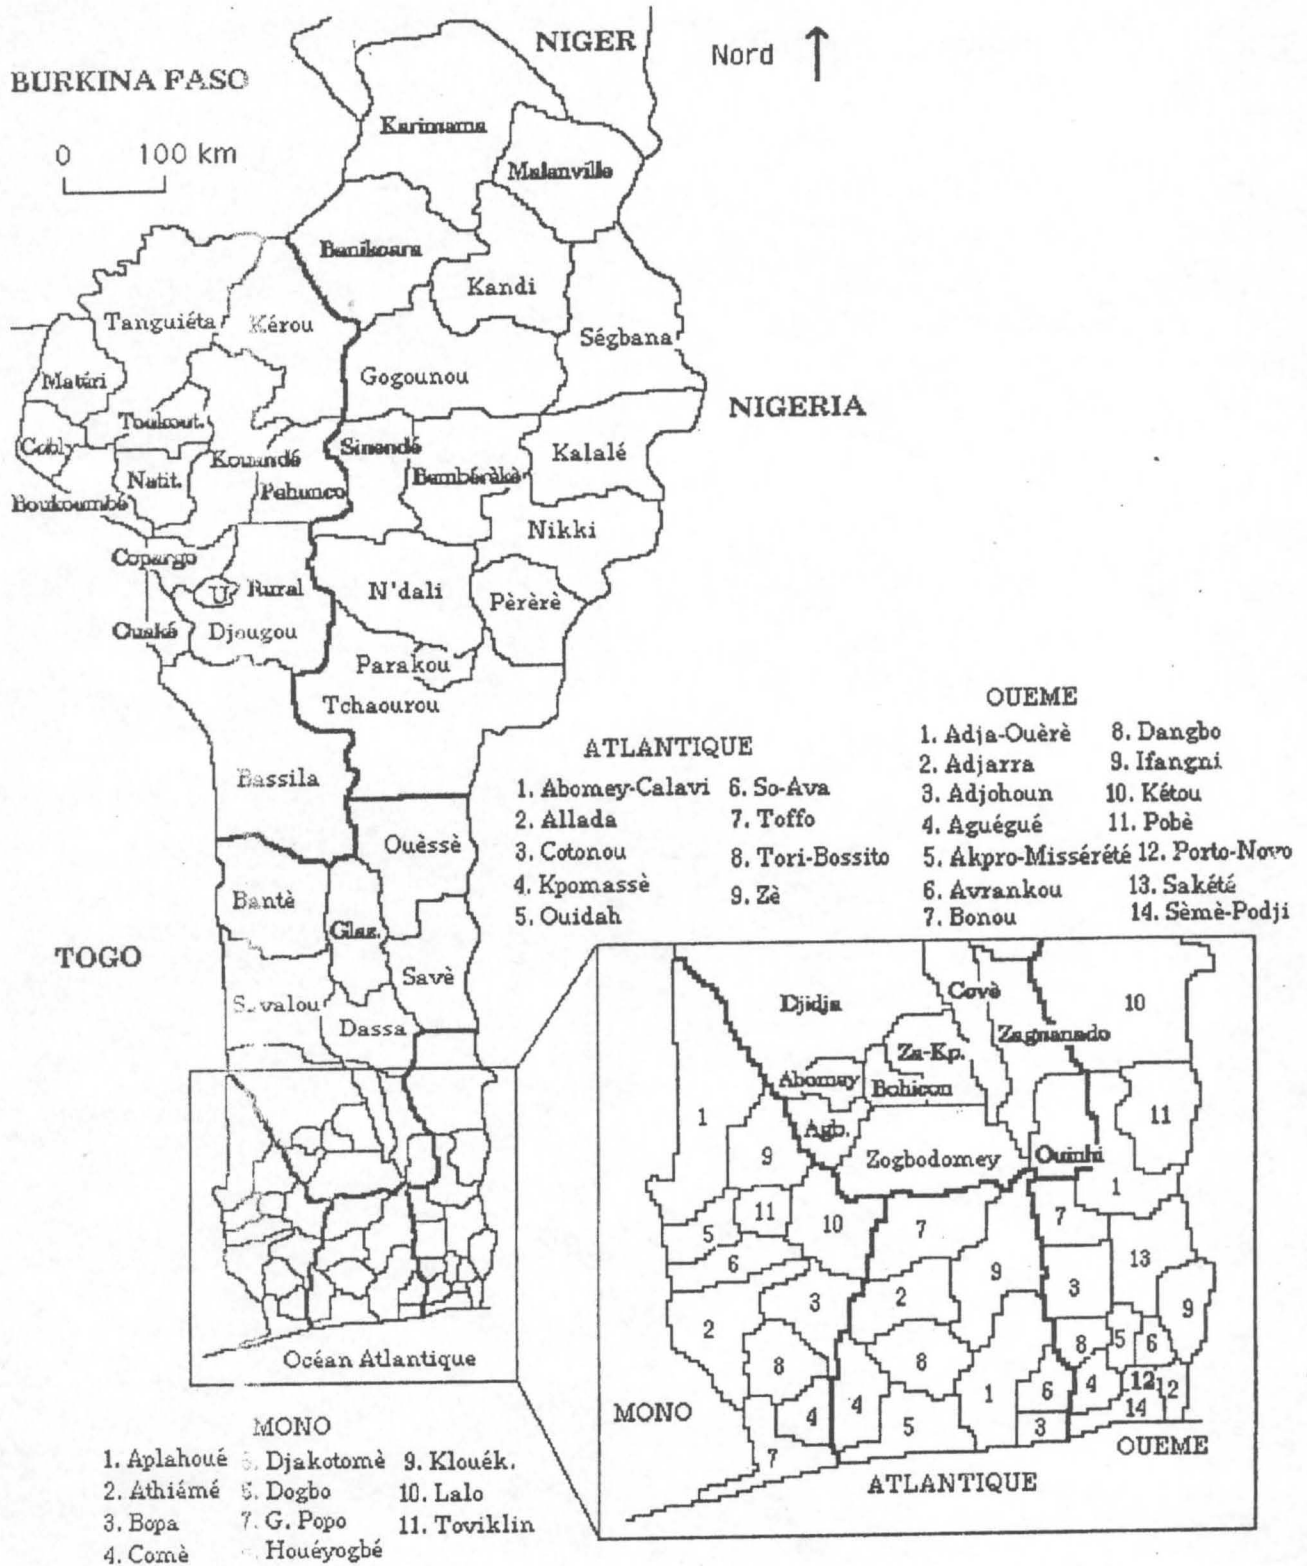 NIGER
Nord
BURKINA FASO
0 100 km
Karimama
Malanville
Banikoara
Kandi
Tanguiéta
Kérou
Ségbana
Matéri
Gogounou
NIGERIA
Toukout.
Cobly
Kouandé
Sinendé
Bembérèkè
Kalalé
Natit.
Pehunco
Boukoumbé
Nikki
Copargo
U
Rural
N'dali
Pèrèrè
Ouaké
Djougou
Parakou
Tchaourou
Bassila
Ouèssè
Bantè
Glaz.
TOGO
Savè
Dassa
Océan Atlantique
ATLANTIQUE
1. Abomey-Calavi
2. Allada
3. Cotonou
4. Kpomassè
5. Ouidah
6. So-Ava
7. Toffo
8. Tori-Bossito
9. Zè
OUEME
1. Adja-Ouèrè
2. Adjarra
3. Adjohoun
4. Aguégué
5. Akpro-Missérété
6. Avrankou
7. Bonou
8. Dangbo
9. Ifangni
10. Kétou
11. Pobè
12. Porto-Novo
13. Sakété
14. Sèmè-Podji
Djidja
Covè
10
Zagnanado
Za-Kp.
Abomey
Bohicon
1
11
Agb.
9
Zogbodomey
Ouinhi
1
11
10
7
7
5
13
6
9
3
3
2
9
2
8
5
6
8
8
12
4
1
6
4
2
4
5
14
3
MONO
7
OUEME
ATLANTIQUE
MONO
1. Aplahoué
2. Athiémé
3. Bopa
4. Comè
Djakotomè
Dogbo
7. G. Popo
Houéyogbé
9. Klouék.
10. Lalo
11. Toviklin